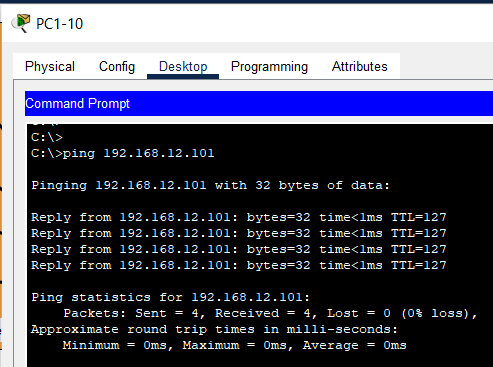 PC1-10
Physical Config Desktop Programming Attributes
Command Prompt
C:\>
C:\>
C:\>ping 192.168.12.101
Pinging 192.168.12.101 with 32 bytes of data:
Reply from 192.168.12.101: bytes=32 time<1ms TTL=127
Reply from 192.168.12.101: bytes=32 time<1ms TTL=127
Reply from 192.168.12.101: bytes=32 time<1ms TTL=127
Reply from 192.168.12.101: bytes=32 time<1ms TTL=127
Ping statistics for 192.168.12.101:
Packets: Sent = 4, Received = 4, Lost = 0 (0% loss),
Approximate round trip times in milli-seconds:
Minimum = 0ms, Maximum = 0ms, Average = 0ms